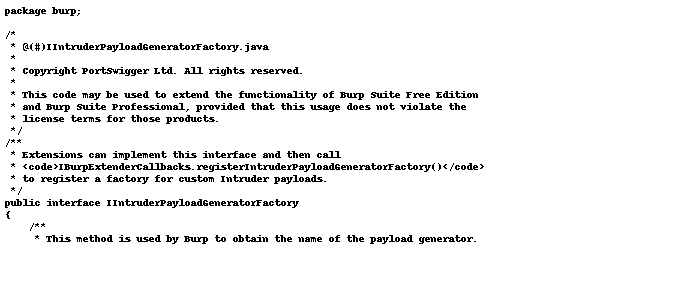 package burp;

/*
 * @(#)IIntruderPayloadGeneratorFactory.java
 *
 * Copyright PortSwigger Ltd. All rights reserved.
 *
 * This code may be used to extend the functionality of Burp Suite Free Edition
 * and Burp Suite Professional, provided that this usage does not violate the
 * license terms for those products.
 */
/**
 * Extensions can implement this interface and then call
 * <code>IBurpExtenderCallbacks.registerIntruderPayloadGeneratorFactory()</code>
 * to register a factory for custom Intruder payloads.
 */
public interface IIntruderPayloadGeneratorFactory
{
    /**
     * This method is used by Burp to obtain the name of the payload generator.